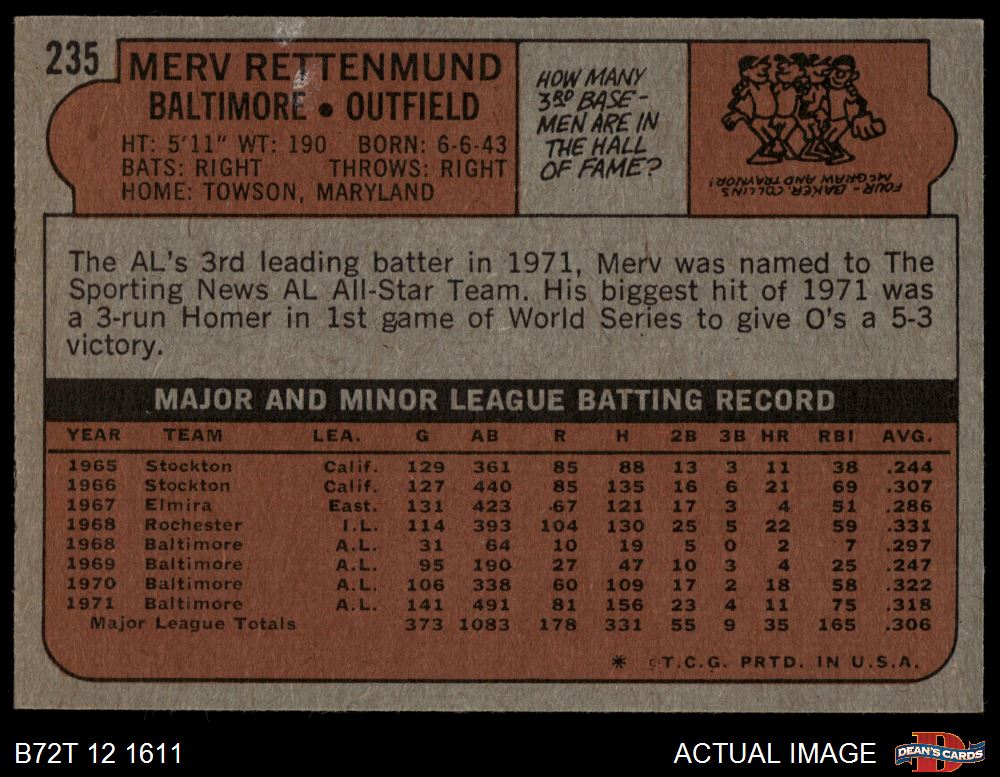 235
MERV RETTENMUND
BALTIMORE • OUTFIELD
HT: 5'11" WT: 190 BORN: 6-6-43
BATS: RIGHT THROWS: RIGHT
HOME: TOWSON, MARYLAND
HOW MANY
3RD BASE-
MEN ARE IN
THE HALL
OF FAME?
FOUR - BAKER, COLLINS,
MCGRAW AND TRAYNOR!
The AL's 3rd leading batter in 1971, Merv was named to The
Sporting News AL All-Star Team. His biggest hit of 1971 was
a 3-run Homer in 1st game of World Series to give O's a 5-3
victory.
MAJOR AND MINOR LEAGUE BATTING RECORD
YEAR TEAM LEA. G AB R H 2B 3B HR RBI AVG.
1965 Stockton Calif. 129 361 85 88 13 3 11 38 .244
1966 Stockton Calif. 127 440 85 135 16 6 21 69 .307
1967 Elmira East. 131 423 67 121 17 3 4 51 .286
1968 Rochester I.L. 114 393 104 130 25 5 22 59 .331
1968 Baltimore A.L. 31 64 10 19 5 0 2 7 .297
1969 Baltimore A.L. 95 190 27 47 10 3 4 25 .247
1970 Baltimore A.L. 106 338 60 109 17 2 18 58 .322
1971 Baltimore A.L. 141 491 81 156 23 4 11 75 .318
Major League Totals 373 1083 178 331 55 9 35 165 .306
* ©T.C.G. PRTD. IN U.S.A.
B72T 12 1611
ACTUAL IMAGE
D
DEAN'S CARDS